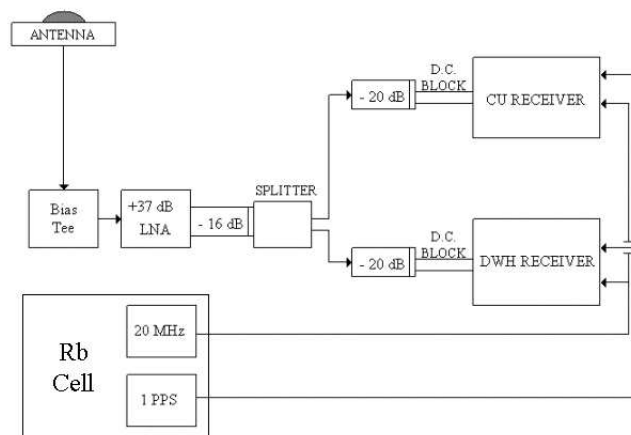 ANTENNA
Bias
Tee
+37 dB
LNA
- 16 dB
SPLITTER
- 20 dB
D.C.
BLOCK
CU RECEIVER
- 20 dB
D.C.
BLOCK
DWH RECEIVER
Rb
Cell
20 MHz
1 PPS